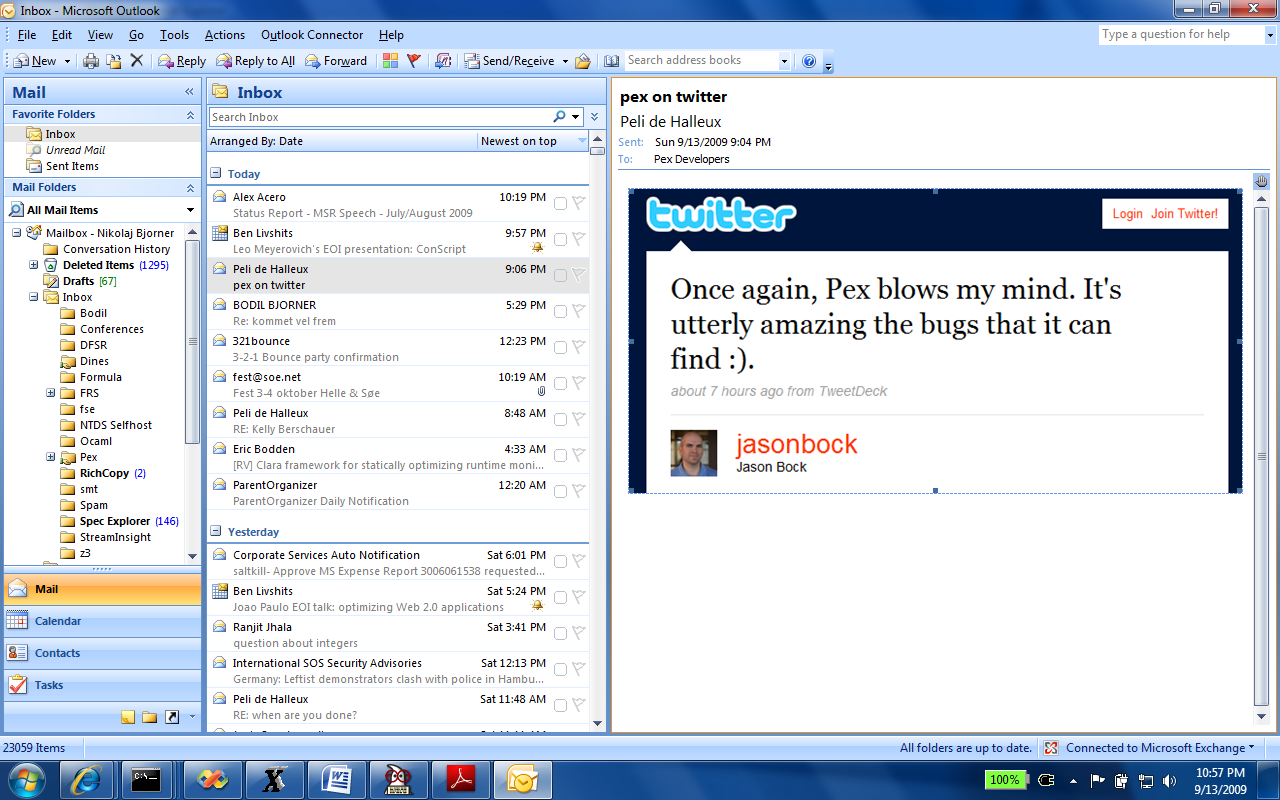 Inbox - Microsoft Outlook
File Edit View Go Tools Actions Outlook Connector Help
Type a question for help
New Reply Reply to All Forward Send/Receive Search address books
Mail
Favorite Folders
Inbox
Unread Mail
Sent Items
Mail Folders
All Mail Items
Mailbox - Nikolaj Bjorner
Conversation History
Deleted Items (1295)
Drafts [67]
Inbox
Bodil
Conferences
DFSR
Dines
Formula
FRS
fse
NTDS Selfhost
Ocaml
Pex
RichCopy (2)
smt
Spam
Spec Explorer (146)
StreamInsight
z3
Mail
Calendar
Contacts
Tasks
Inbox
Search Inbox
Arranged By: Date Newest on top
Today
Alex Acero 10:19 PM
Status Report - MSR Speech - July/August 2009
Ben Livshits 9:57 PM
Leo Meyerovich's EOI presentation: ConScript
Peli de Halleux 9:06 PM
pex on twitter
BODIL BJORNER 5:29 PM
Re: kommet vel frem
321bounce 12:23 PM
3-2-1 Bounce party confirmation
fest@soe.net 10:19 AM
Fest 3-4 oktober Helle & Søe
Peli de Halleux 8:48 AM
RE: Kelly Berschauer
Eric Bodden 4:33 AM
[RV] Clara framework for statically optimizing runtime moni...
ParentOrganizer 12:20 AM
ParentOrganizer Daily Notification
Yesterday
Corporate Services Auto Notification Sat 6:01 PM
saltkill- Approve MS Expense Report 3006061538 requested...
Ben Livshits Sat 5:24 PM
Joao Paulo EOI talk: optimizing Web 2.0 applications
Ranjit Jhala Sat 3:41 PM
question about integers
International SOS Security Advisories Sat 12:13 PM
Germany: Leftist demonstrators clash with police in Hambu...
Peli de Halleux Sat 11:48 AM
RE: when are you done?
pex on twitter
Peli de Halleux
Sent: Sun 9/13/2009 9:04 PM
To: Pex Developers
twitter
Login Join Twitter!
Once again, Pex blows my mind. It's
utterly amazing the bugs that it can
find :).
about 7 hours ago from TweetDeck
jasonbock
Jason Bock
23059 Items
All folders are up to date. Connected to Microsoft Exchange
100%
10:57 PM
9/13/2009